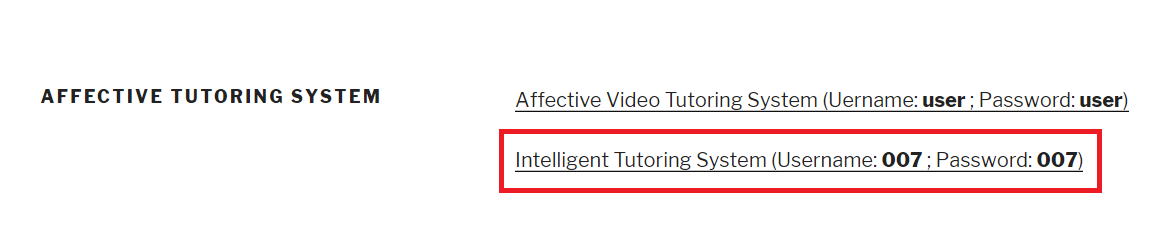 AFFECTIVE TUTORING SYSTEM
Affective Video Tutoring System (Uername: user ; Password: user)
Intelligent Tutoring System (Username: 007 ; Password: 007)